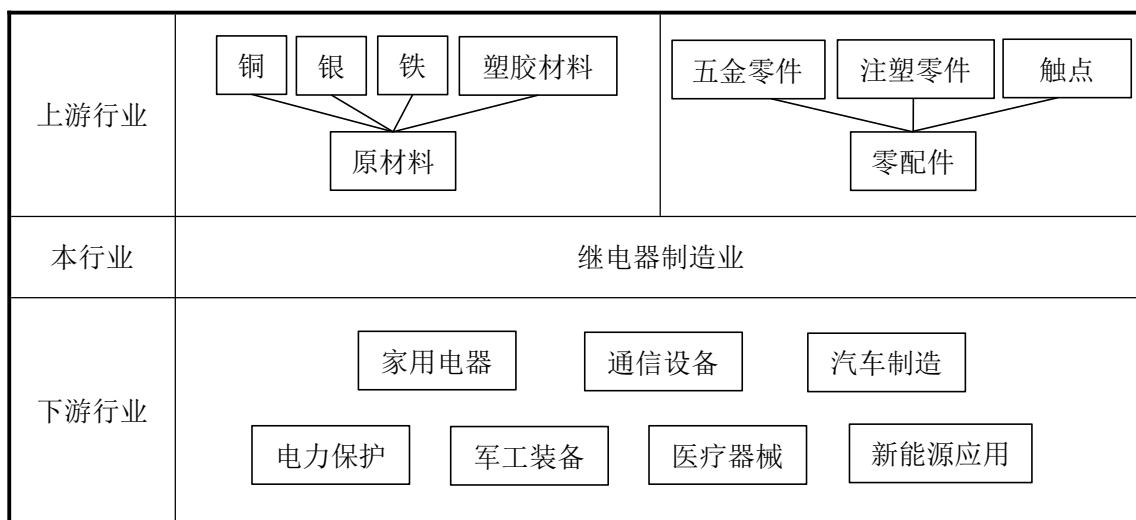 铜 银 铁 塑胶材料 五金零件 注塑零件 触点
上游行业
原材料 零配件
本行业 继电器制造业
家用电器 通信设备 汽车制造
下游行业
电力保护 军工装备 医疗器械 新能源应用